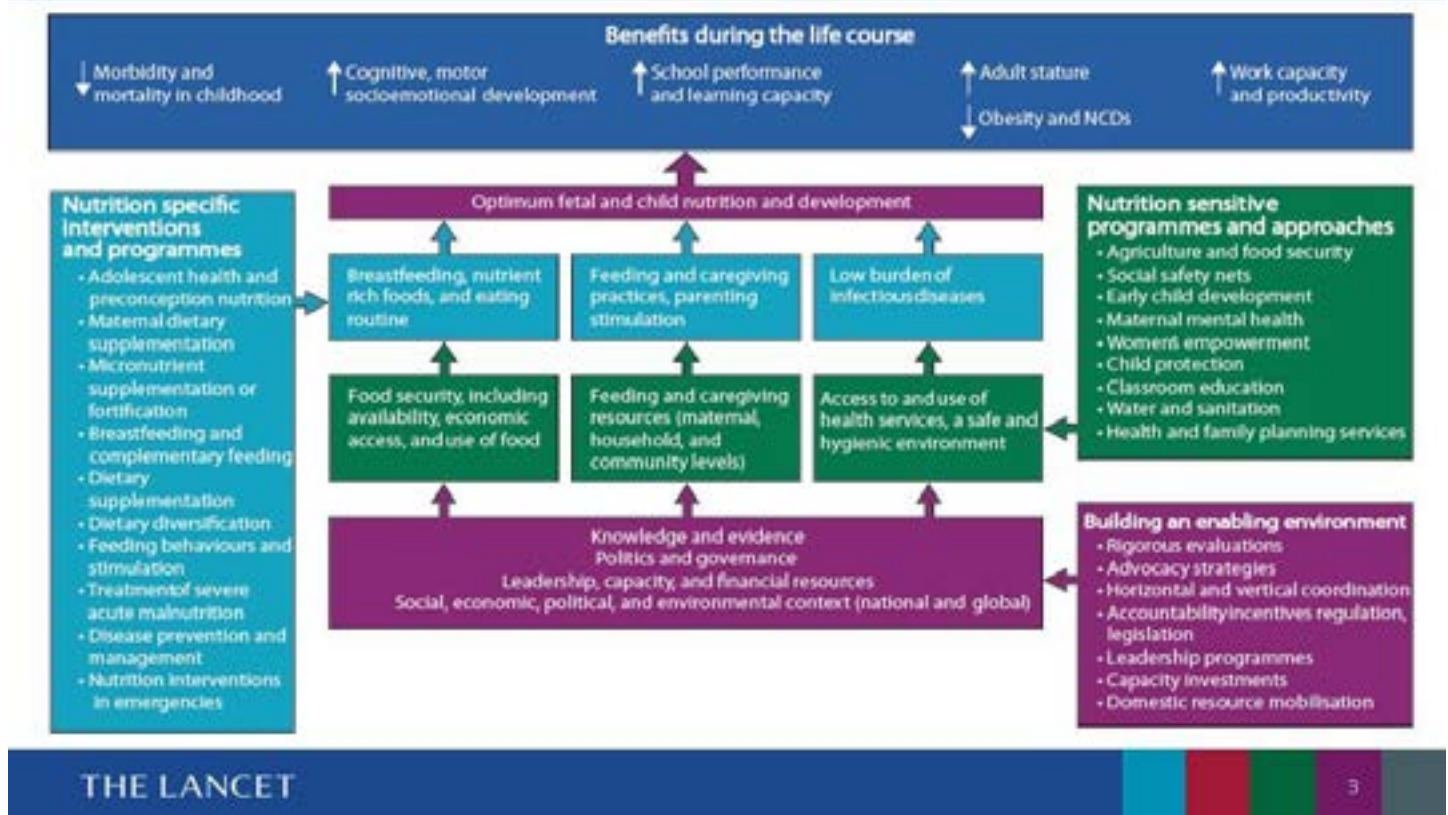 Benefits during the life course
Morbidity and
mortality in childhood
Cognitive, motor
socioemotional development
School performance
and learning capacity
Adult stature
Obesity and NCDs
Work capacity
and productivity
Nutrition specific
interventions
and programmes
• Adolescent health and
preconception nutrition
• Maternal dietary
supplementation
• Micronutrient
supplementation or
fortification
• Breastfeeding and
complementary feeding
• Dietary
supplementation
• Dietary diversification
• Feeding behaviours and
stimulation
• Treatmentof severe
acute malnutrition
• Disease prevention and
management
• Nutrition interventions
in emergencies
Optimum fetal and child nutrition and development
Breastfeeding, nutrient
rich foods, and eating
routine
Feeding and caregiving
practices, parenting
stimulation
Low burden of
infectiousdiseases
Food security, including
availability, economic
access, and use of food
Feeding and caregiving
resources (maternal,
household, and
community levels)
Access to and use of
health services, a safe and
hygienic environment
Knowledge and evidence
Politics and governance
Leadership, capacity, and financial resources
Social, economic, political, and environmental context (national and global)
Nutrition sensitive
programmes and approaches
• Agriculture and food security
• Social safety nets
• Early child development
• Maternal mental health
• Women's empowerment
• Child protection
• Classroom education
• Water and sanitation
• Health and family planning services
Building an enabling environment
• Rigorous evaluations
• Advocacy strategies
• Horizontal and vertical coordination
• Accountability incentives regulation,
legislation
• Leadership programmes
• Capacity investments
• Domestic resource mobilisation
THE LANCET
3